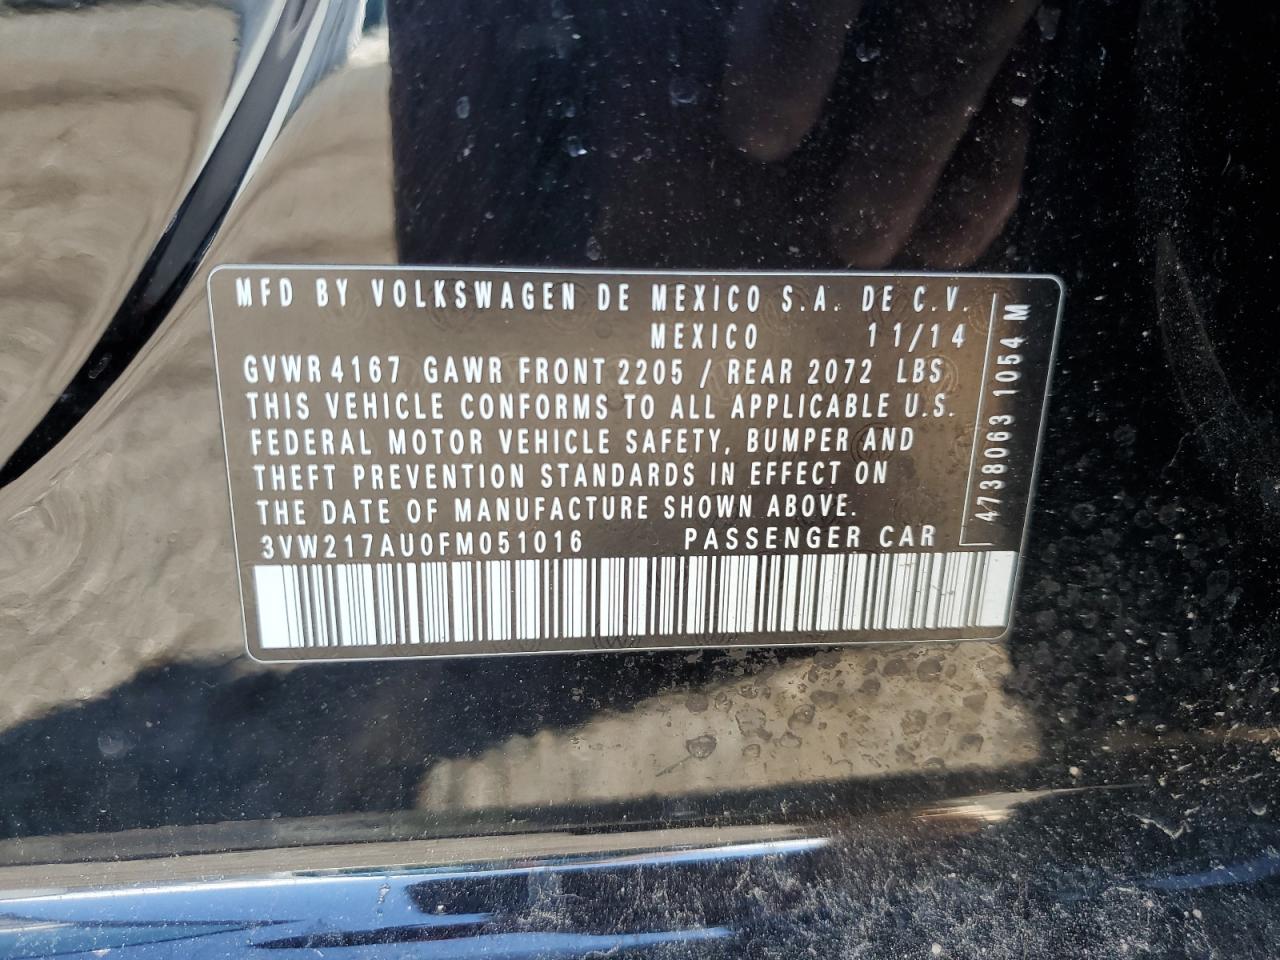 MFD BY VOLKSWAGEN DE MEXICO S.A. DE C.V.
MEXICO 11/14
GVWR 4167 GAWR FRONT 2205 / REAR 2072 LBS
THIS VEHICLE CONFORMS TO ALL APPLICABLE U.S.
FEDERAL MOTOR VEHICLE SAFETY, BUMPER AND
THEFT PREVENTION STANDARDS IN EFFECT ON
THE DATE OF MANUFACTURE SHOWN ABOVE.
3VW217AU0FM051016 PASSENGER CAR
4738063 1054 M